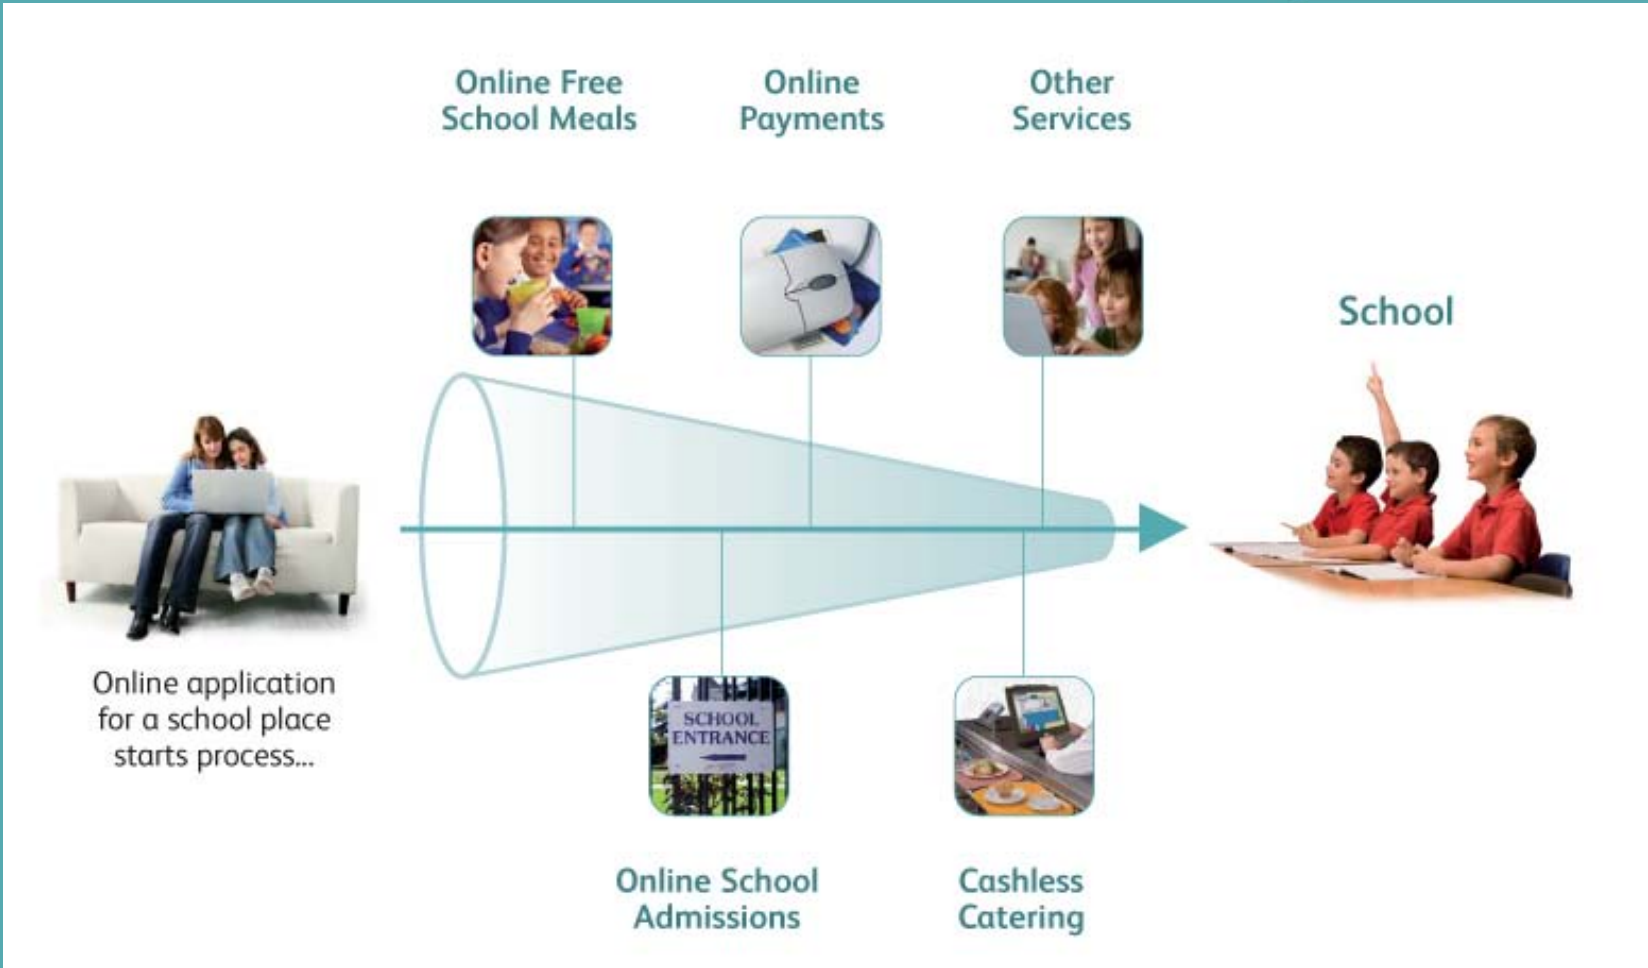 Online Free
School Meals
Online
Payments
Other
Services
School
Online application
for a school place
starts process...
SCHOOL
ENTRANCE
Online School
Admissions
Cashless
Catering